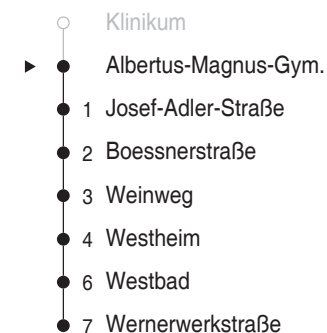 Klinikum
Albertus-Magnus-Gym.
1 Josef-Adler-Straße
2 Boessnerstraße
3 Weinweg
4 Westheim
6 Westbad
7 Wernerwerkstraße